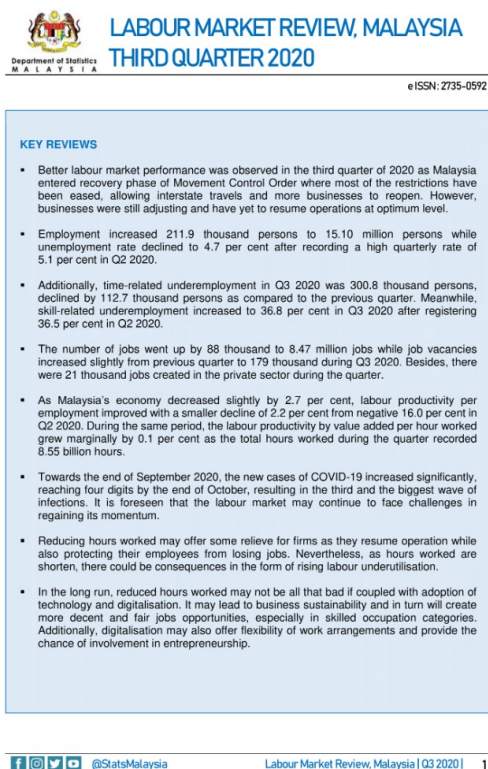 LABOUR MARKET REVIEW, MALAYSIA
THIRD QUARTER 2020
Department of Statistics
MALAYSIA
e ISSN: 2735-0592
KEY REVIEWS
▪ Better labour market performance was observed in the third quarter of 2020 as Malaysia
entered recovery phase of Movement Control Order where most of the restrictions have
been eased, allowing interstate travels and more businesses to reopen. However,
businesses were still adjusting and have yet to resume operations at optimum level.
▪ Employment increased 211.9 thousand persons to 15.10 million persons while
unemployment rate declined to 4.7 per cent after recording a high quarterly rate of
5.1 per cent in Q2 2020.
▪ Additionally, time-related underemployment in Q3 2020 was 300.8 thousand persons,
declined by 112.7 thousand persons as compared to the previous quarter. Meanwhile,
skill-related underemployment increased to 36.8 per cent in Q3 2020 after registering
36.5 per cent in Q2 2020.
▪ The number of jobs went up by 88 thousand to 8.47 million jobs while job vacancies
increased slightly from previous quarter to 179 thousand during Q3 2020. Besides, there
were 21 thousand jobs created in the private sector during the quarter.
▪ As Malaysia's economy decreased slightly by 2.7 per cent, labour productivity per
employment improved with a smaller decline of 2.2 per cent from negative 16.0 per cent in
Q2 2020. During the same period, the labour productivity by value added per hour worked
grew marginally by 0.1 per cent as the total hours worked during the quarter recorded
8.55 billion hours.
▪ Towards the end of September 2020, the new cases of COVID-19 increased significantly,
reaching four digits by the end of October, resulting in the third and the biggest wave of
infections. It is foreseen that the labour market may continue to face challenges in
regaining its momentum.
▪ Reducing hours worked may offer some relieve for firms as they resume operation while
also protecting their employees from losing jobs. Nevertheless, as hours worked are
shorten, there could be consequences in the form of rising labour underutilisation.
▪ In the long run, reduced hours worked may not be all that bad if coupled with adoption of
technology and digitalisation. It may lead to business sustainability and in turn will create
more decent and fair jobs opportunities, especially in skilled occupation categories.
Additionally, digitalisation may also offer flexibility of work arrangements and provide the
chance of involvement in entrepreneurship.
@StatsMalaysia
Labour Market Review, Malaysia | Q3 2020 | 1